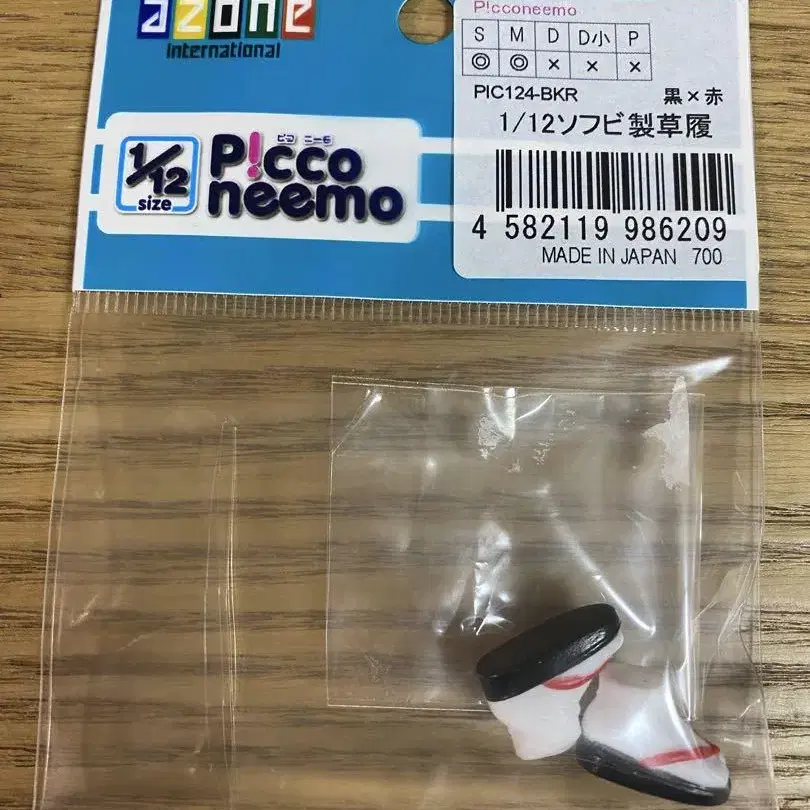 azone
international
P!cconeemo
S M D D小 P
◎ ◎ × × ×
PIC124-BKR 黒×赤
1/12ソフビ製草履
4 582119 986209
MADE IN JAPAN 700
1/12
size
ピコ ニーモ
P!cco
neemo